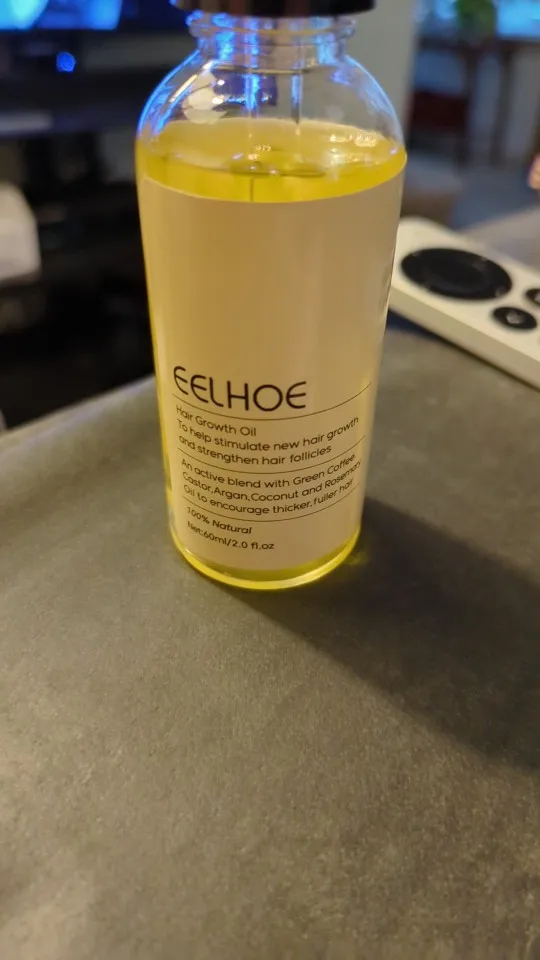 EELHOE
Hair Growth Oil
To help stimulate new hair growth
and strengthen hair follicies
An active blend with Green Coffee,
Castor,Argan,Coconut and Rosemary
Oil to encourage thicker,fuller hair
100% Natural
Net:60ml/2.0 fl.oz